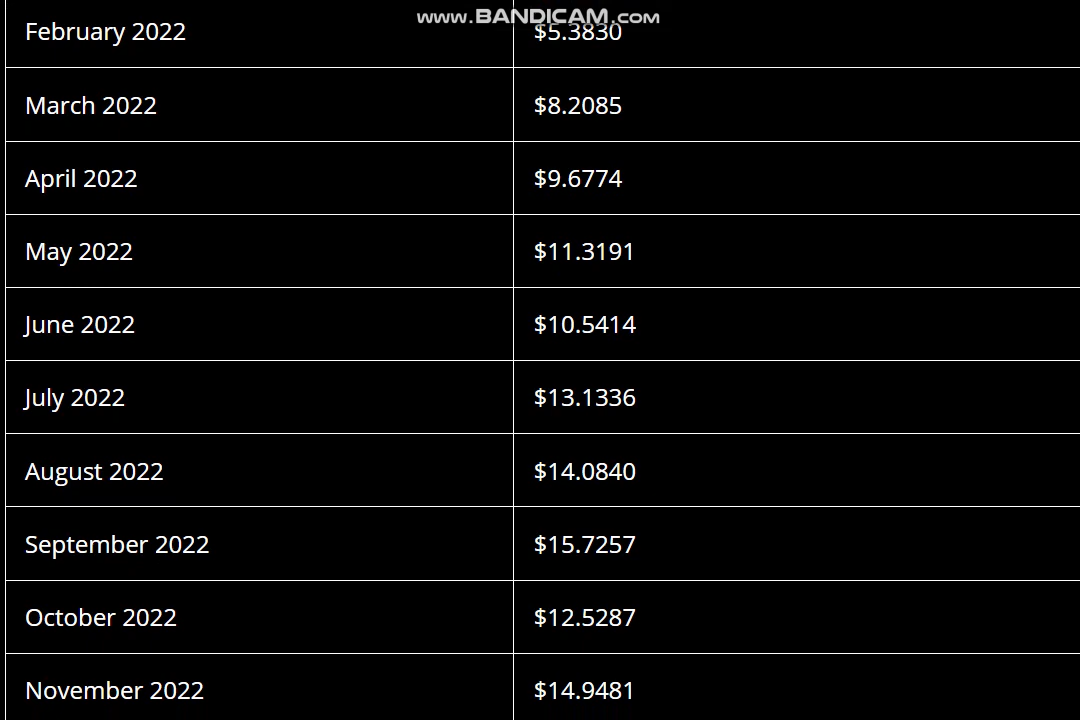 www.BANDICAM.com
February 2022 $5.3830
March 2022 $8.2085
April 2022 $9.6774
May 2022 $11.3191
June 2022 $10.5414
July 2022 $13.1336
August 2022 $14.0840
September 2022 $15.7257
October 2022 $12.5287
November 2022 $14.9481